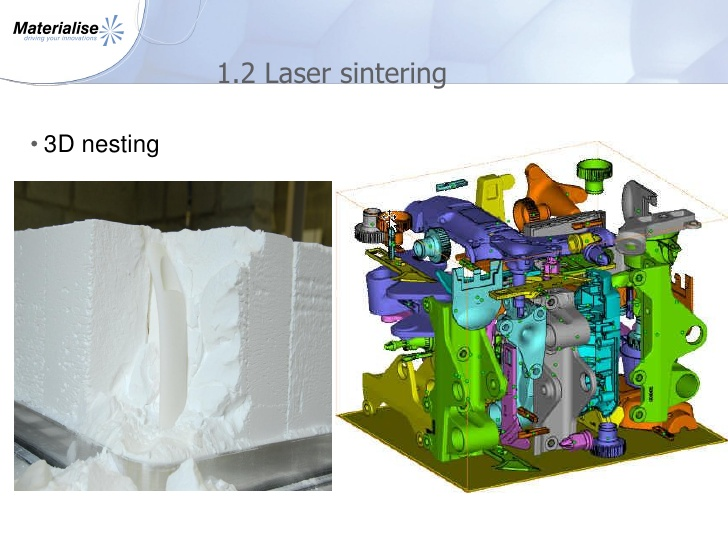 Materialise
driving your innovations
1.2 Laser sintering
• 3D nesting